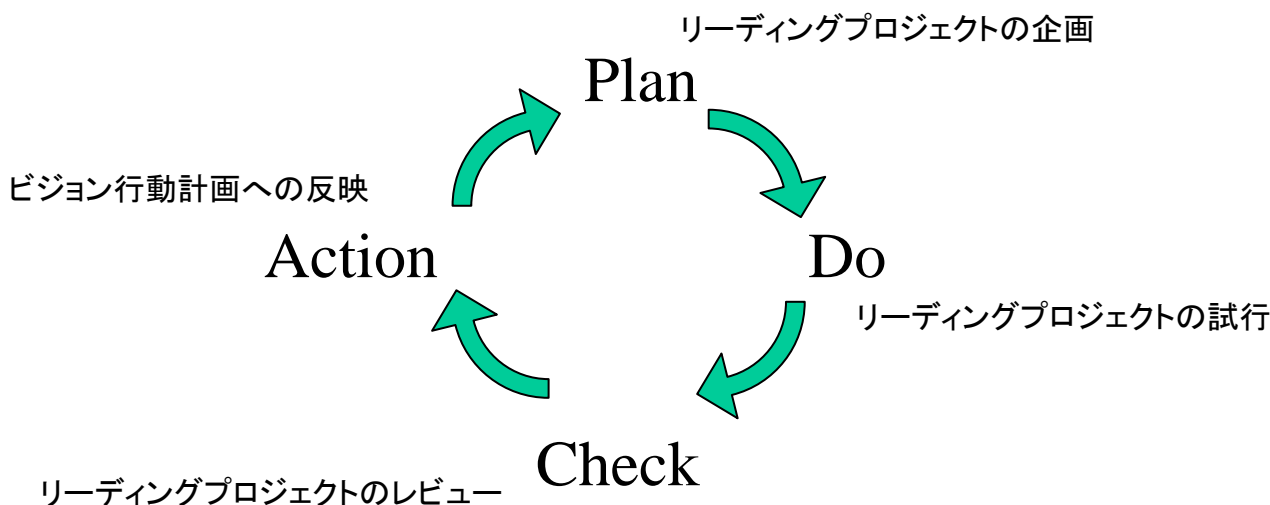 リーディングプロジェクトの企画
Plan
ビジョン行動計画への反映
Action
Do
リーディングプロジェクトの試行
Check
リーディングプロジェクトのレビュー